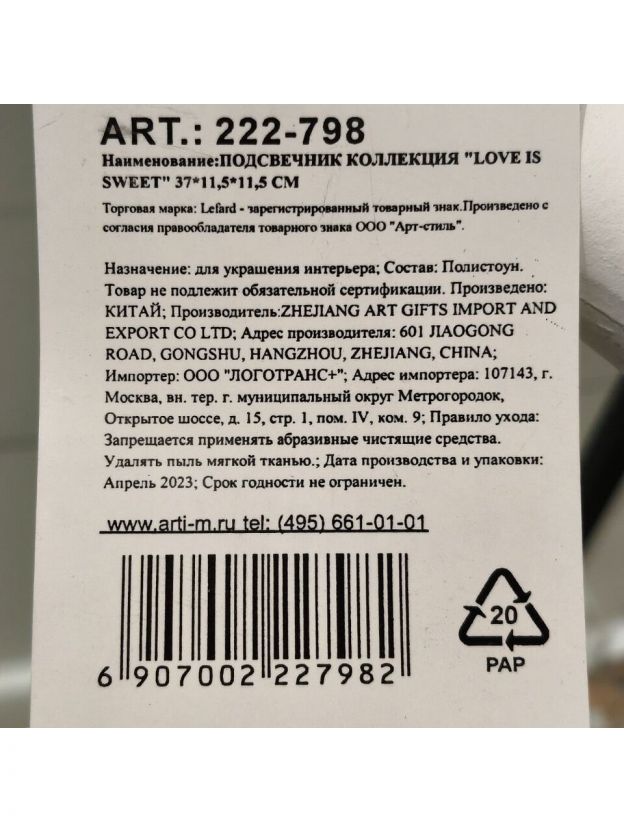 ART.: 222-798
Наименование:ПОДСВЕЧНИК КОЛЛЕКЦИЯ "LOVE IS
SWEET" 37*11,5*11,5 СМ
Торговая марка: Lefard - зарегистрированный товарный знак.Произведено с
согласия правообладателя товарного знака ООО "Арт-стиль".
Назначение: для украшения интерьера; Состав: Полистоун.
Товар не подлежит обязательной сертификации. Произведено:
КИТАЙ; Производитель:ZHEJIANG ART GIFTS IMPORT AND
EXPORT CO LTD; Адрес производителя: 601 JIAOGONG
ROAD, GONGSHU, HANGZHOU, ZHEJIANG, CHINA;
Импортер: ООО "ЛОГОТРАНС+"; Адрес импортера: 107143, г.
Москва, вн. тер. г. муниципальный округ Метрогородок,
Открытое шоссе, д. 15, стр. 1, пом. IV, ком. 9; Правило ухода:
Запрещается применять абразивные чистящие средства.
Удалять пыль мягкой тканью.; Дата производства и упаковки:
Апрель 2023; Срок годности не ограничен.
www.arti-m.ru tel: (495) 661-01-01
20
PAP
6 907002 227982